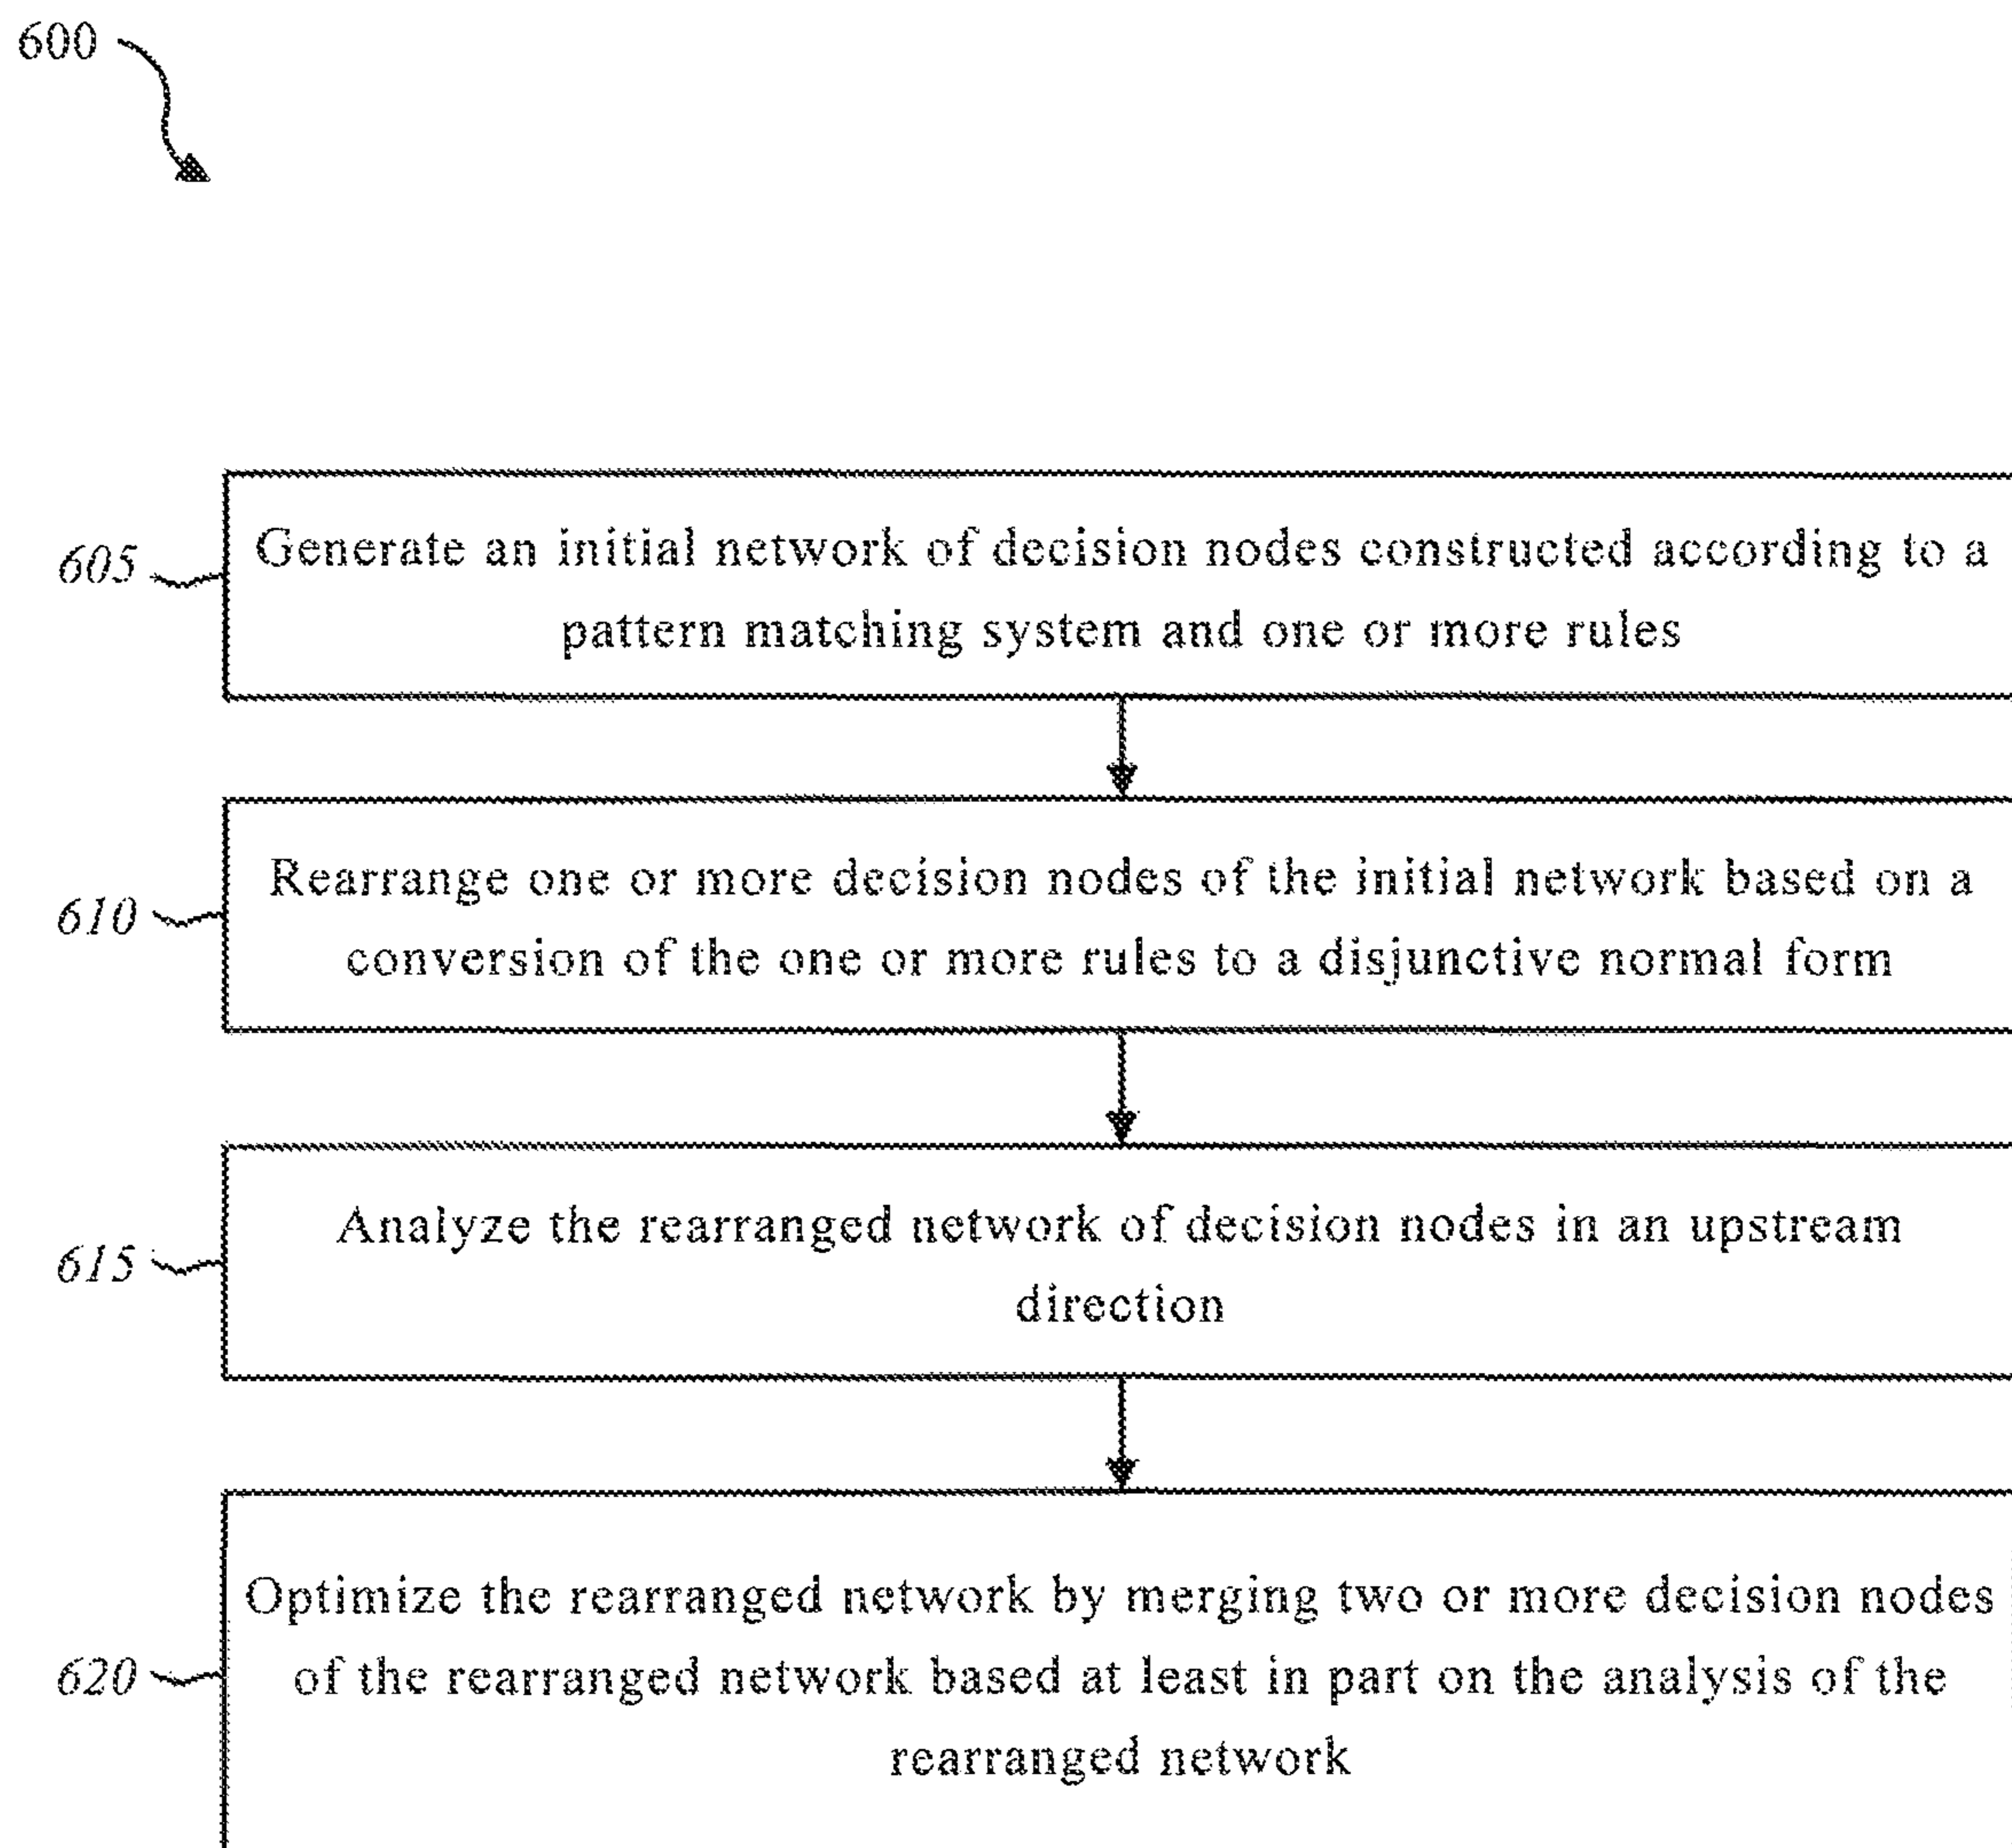 600
605
Generate an initial network of decision nodes constructed according to a
pattern matching system and one or more rules
610
Rearrange one or more decision nodes of the initial network based on a
conversion of the one or more rules to a disjunctive normal form
615
Analyze the rearranged network of decision nodes in an upstream
direction
620
Optimize the rearranged network by merging two or more decision nodes
of the rearranged network based at least in part on the analysis of the
rearranged network